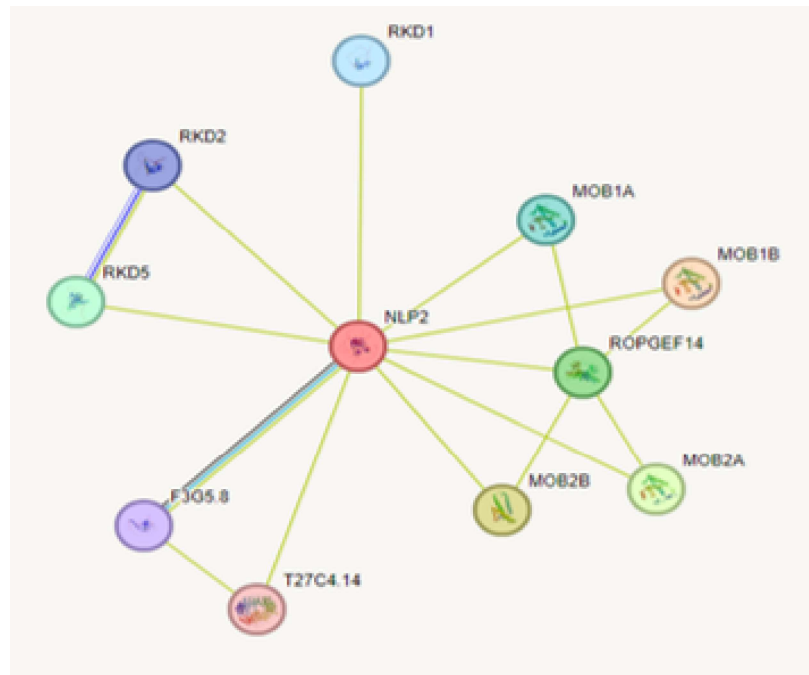 RKD1
RKD2
MOB1A
MOB1B
RKD5
NLP2
ROPGEF14
MOB2A
MOB2B
F3G5.8
T27C4.14